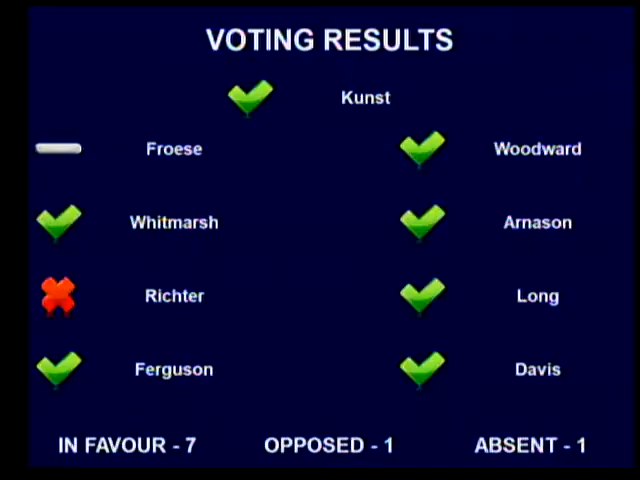 VOTING RESULTS
Kunst
Froese Woodward
Whitmarsh Arnason
Richter Long
Ferguson Davis
IN FAVOUR - 7 OPPOSED - 1 ABSENT - 1